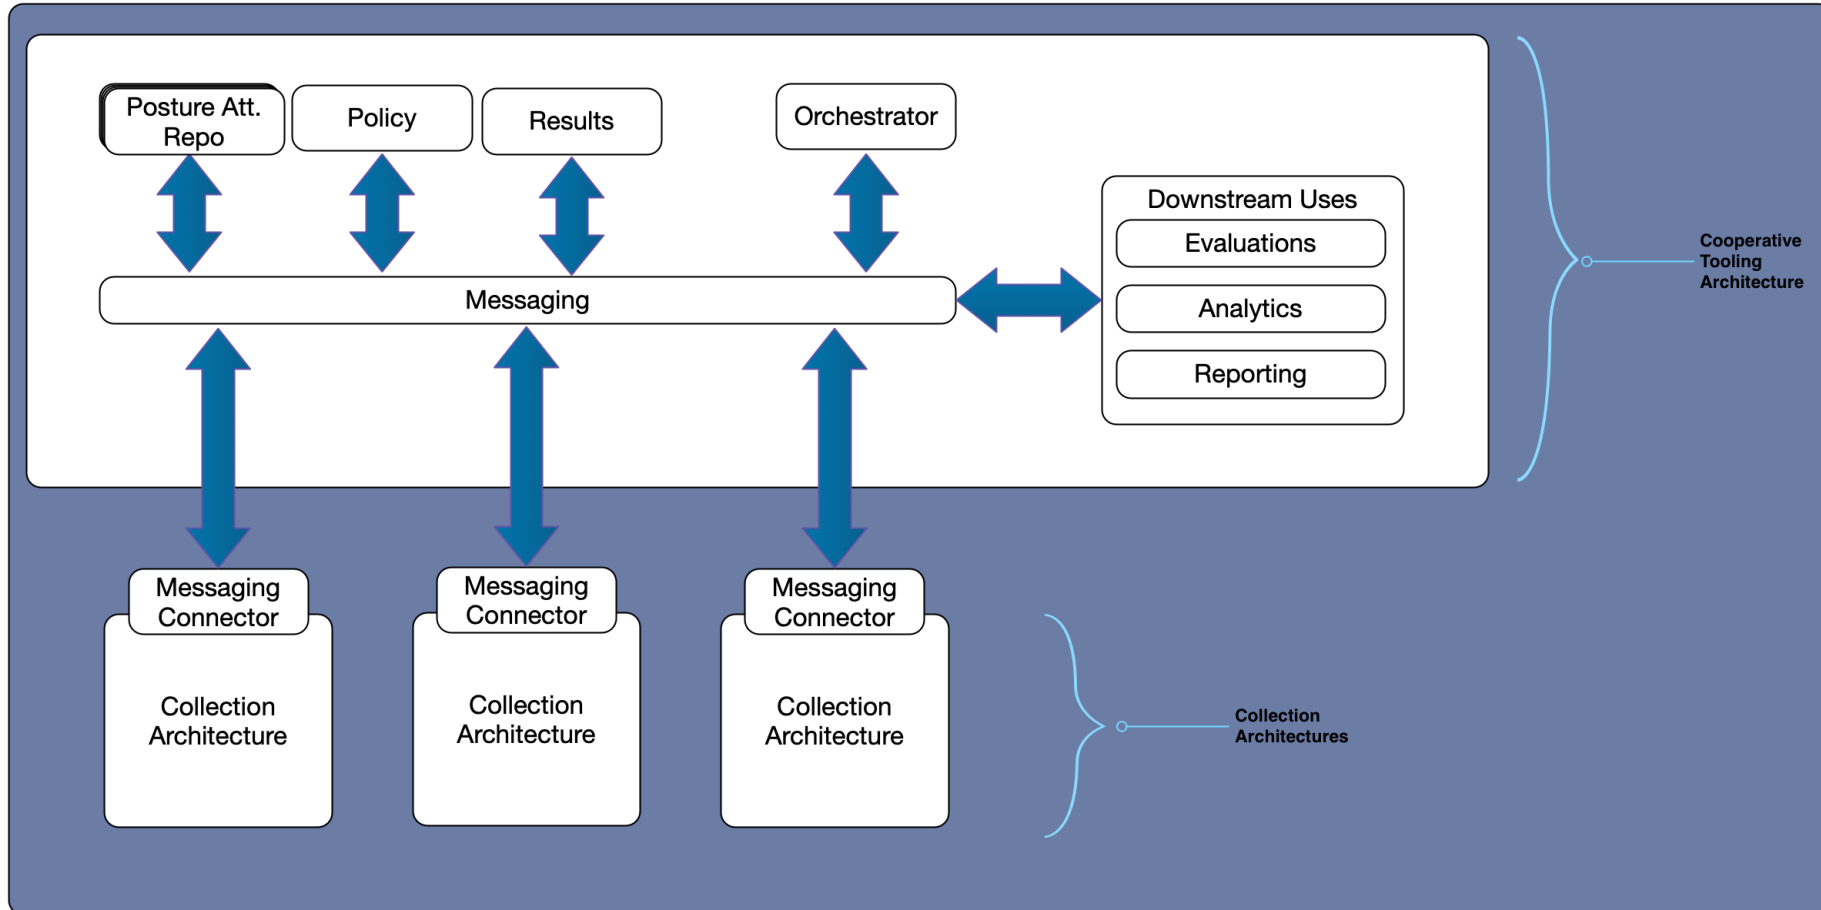 Posture Att.
Repo
Policy
Results
Orchestrator
Downstream Uses
Evaluations
Analytics
Reporting
Messaging
Cooperative
Tooling
Architecture
Messaging
Connector
Collection
Architecture
Messaging
Connector
Collection
Architecture
Messaging
Connector
Collection
Architecture
Collection
Architectures